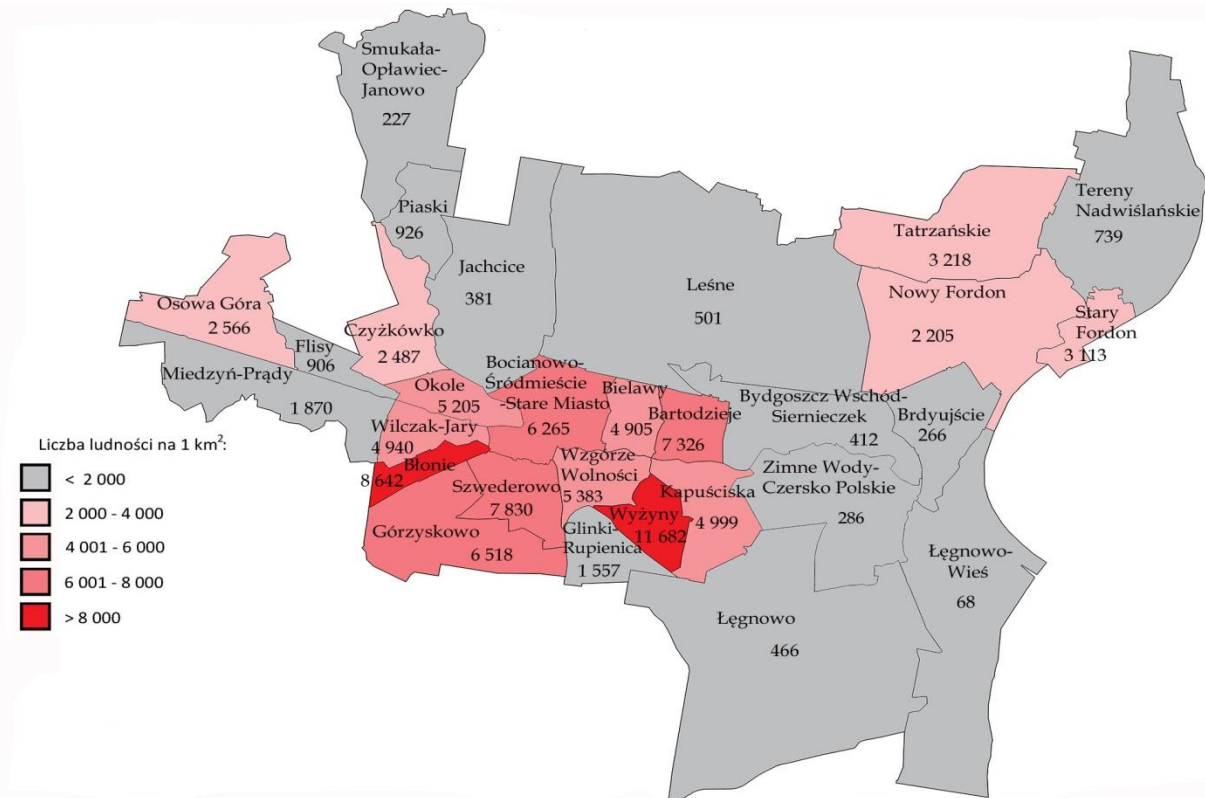 Smukała-
Opławiec-
Janowo
227
Piaski
926
Jachcice
381
Leśne
501
Tatrzańskie
3 218
Tereny
Nadwiślańskie
739
Nowy Fordon
2 205
Stary
Fordon
3 113
Osowa Góra
2 566
Flisy
906
Czyżkówko
2 487
Miedzyń-Prądy
1 870
Okole
5 205
Bocianowo-
Śródmieście
-Stare Miasto
6 265
Bielawy
4 905
Bartodzieje
7 326
Bydgoszcz Wschód-
Siernieczek
412
Brdyujście
266
Wilczak-Jary
4 940
Błonie
8 642
Szwederowo
7 830
Wzgórze
Wolności
5 383
Wyżyny
11 682
Kapuściska
4 999
Zimne Wody-
Czersko Polskie
286
Górzyskowo
6 518
Glinki-
Rupienica
1 557
Łęgnowo-
Wieś
68
Łęgnowo
466
Liczba ludności na 1 km²:
< 2 000
2 000 - 4 000
4 001 - 6 000
6 001 - 8 000
> 8 000